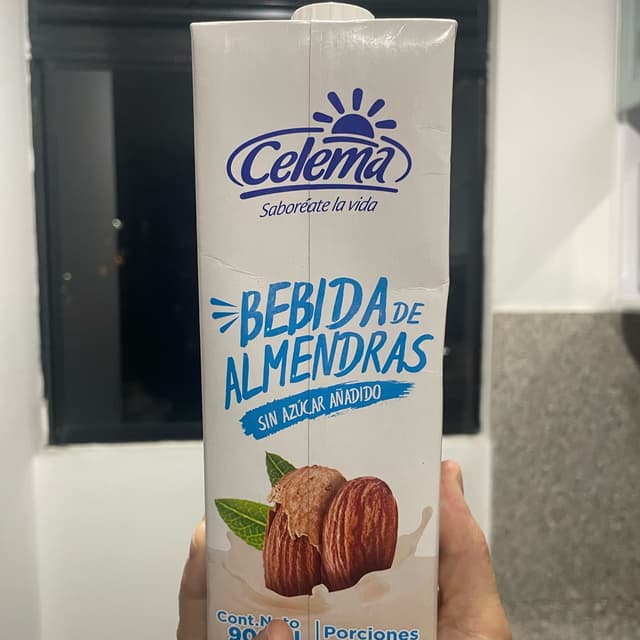 Celema
Saboréate la vida
BEBIDA DE
ALMENDRAS
SIN AZÚCAR AÑADIDO
Cont. Neto
Porciones